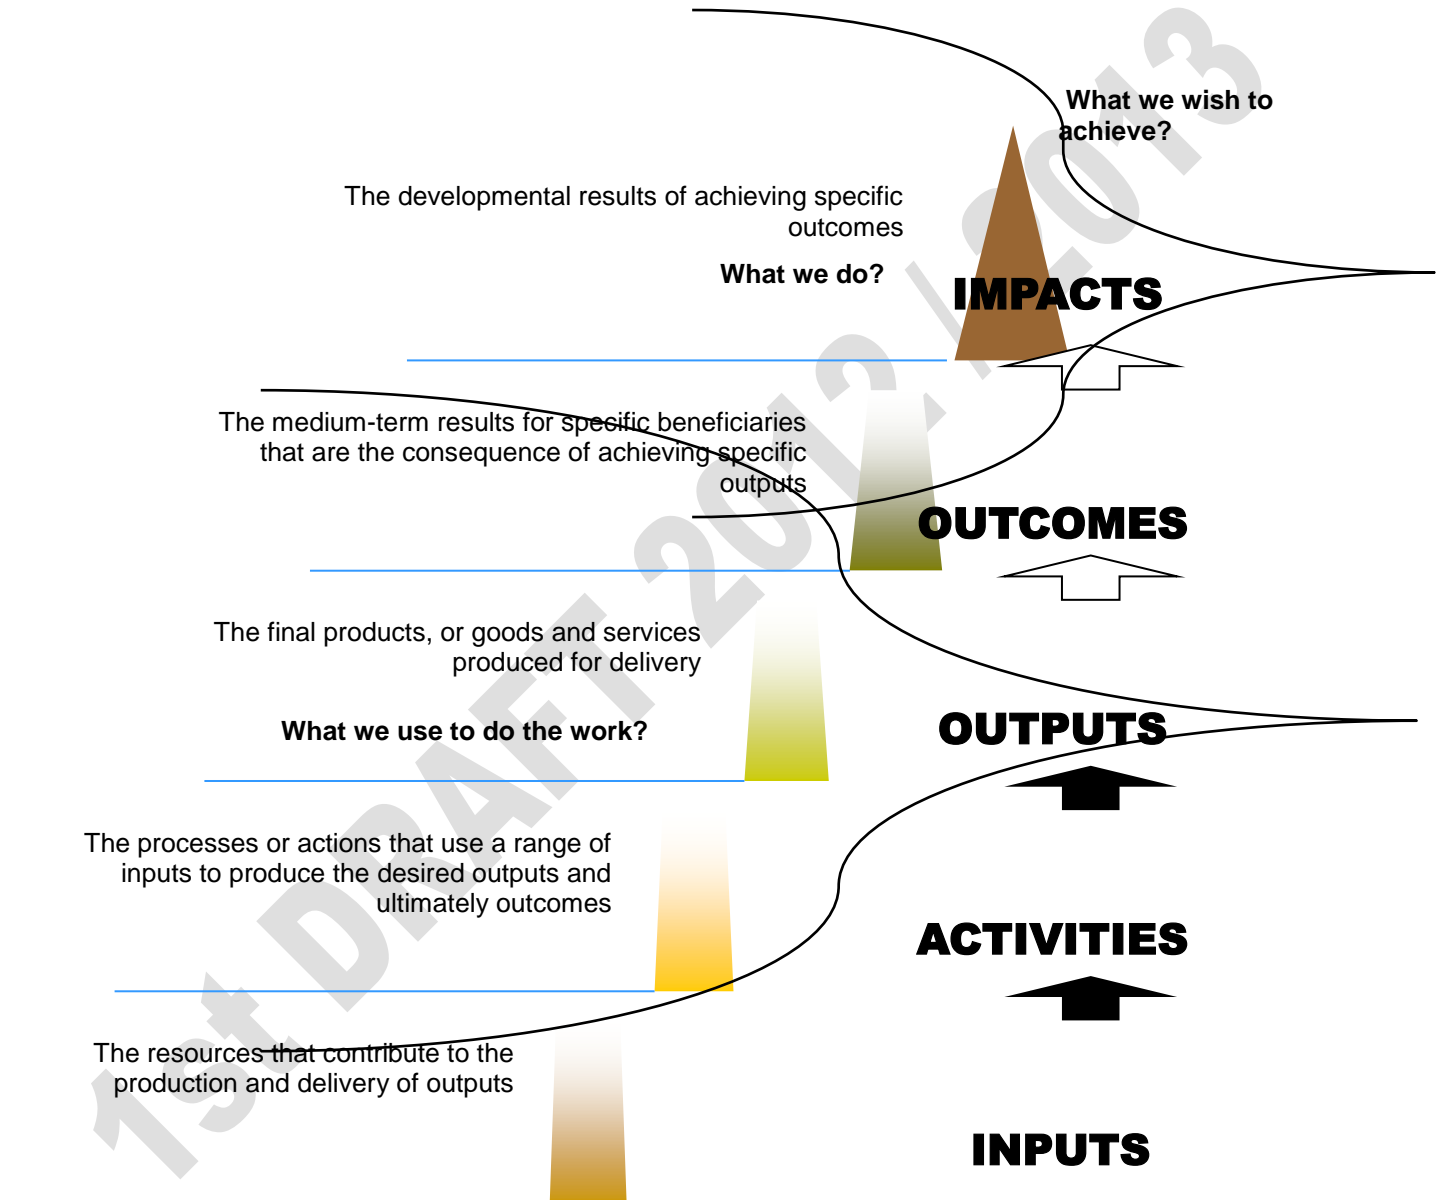 What we wish to
achieve?
The developmental results of achieving specific
outcomes
What we do?
IMPACTS
The medium-term results for specific beneficiaries
that are the consequence of achieving specific
outputs
OUTCOMES
The final products, or goods and services
produced for delivery
What we use to do the work?
OUTPUTS
The processes or actions that use a range of
inputs to produce the desired outputs and
ultimately outcomes
ACTIVITIES
The resources that contribute to the
production and delivery of outputs
INPUTS
1st DRAFT 2012 / 2013